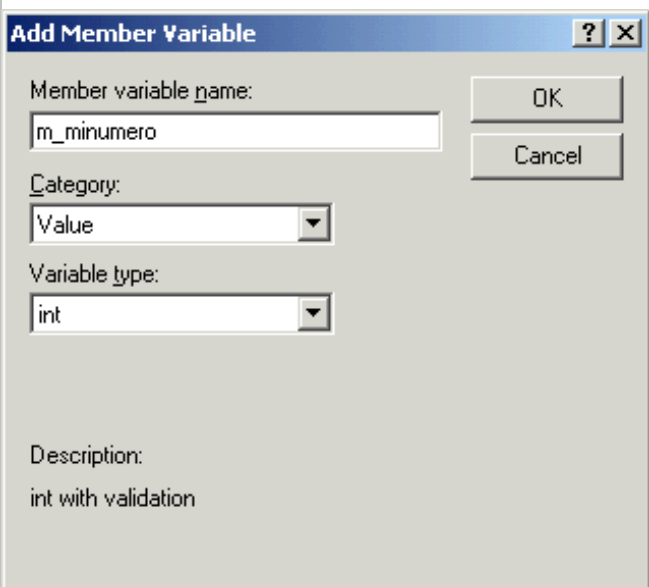 Add Member Variable
Member variable name:
OK
m_minumero
Cancel
Category:
Value
Variable type:
int
Description:
int with validation